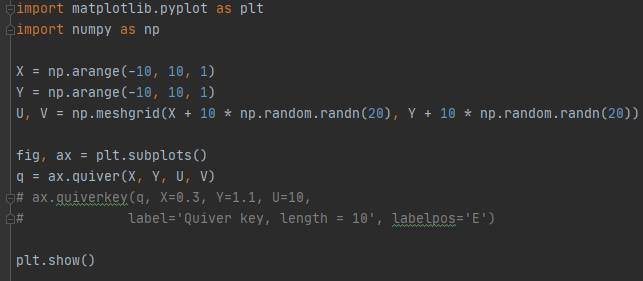 import matplotlib.pyplot as plt
import numpy as np
X = np.arange(-10, 10, 1)
Y = np.arange(-10, 10, 1)
U, V = np.meshgrid(X + 10 * np.random.randn(20), Y + 10 * np.random.randn(20))
fig, ax = plt.subplots()
q = ax.quiver(X, Y, U, V)
# ax.quiverkey(q, X=0.3, Y=1.1, U=10,
#             label='Quiver key, length = 10', labelpos='E')
plt.show()